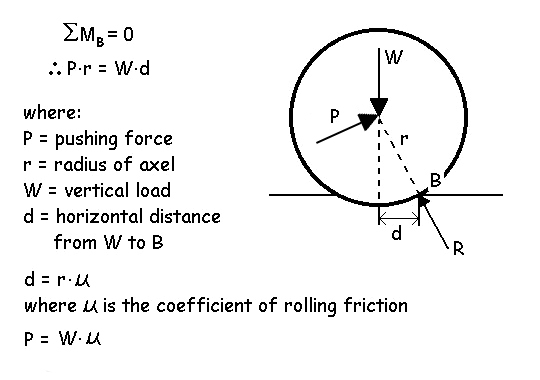 ΣM_B = 0
∴ P·r = W·d
where:
P = pushing force
r = radius of axel
W = vertical load
d = horizontal distance
from W to B
d = r·μ
where μ is the coefficient of rolling friction
P = W·μ
W
P
r
B
d
R